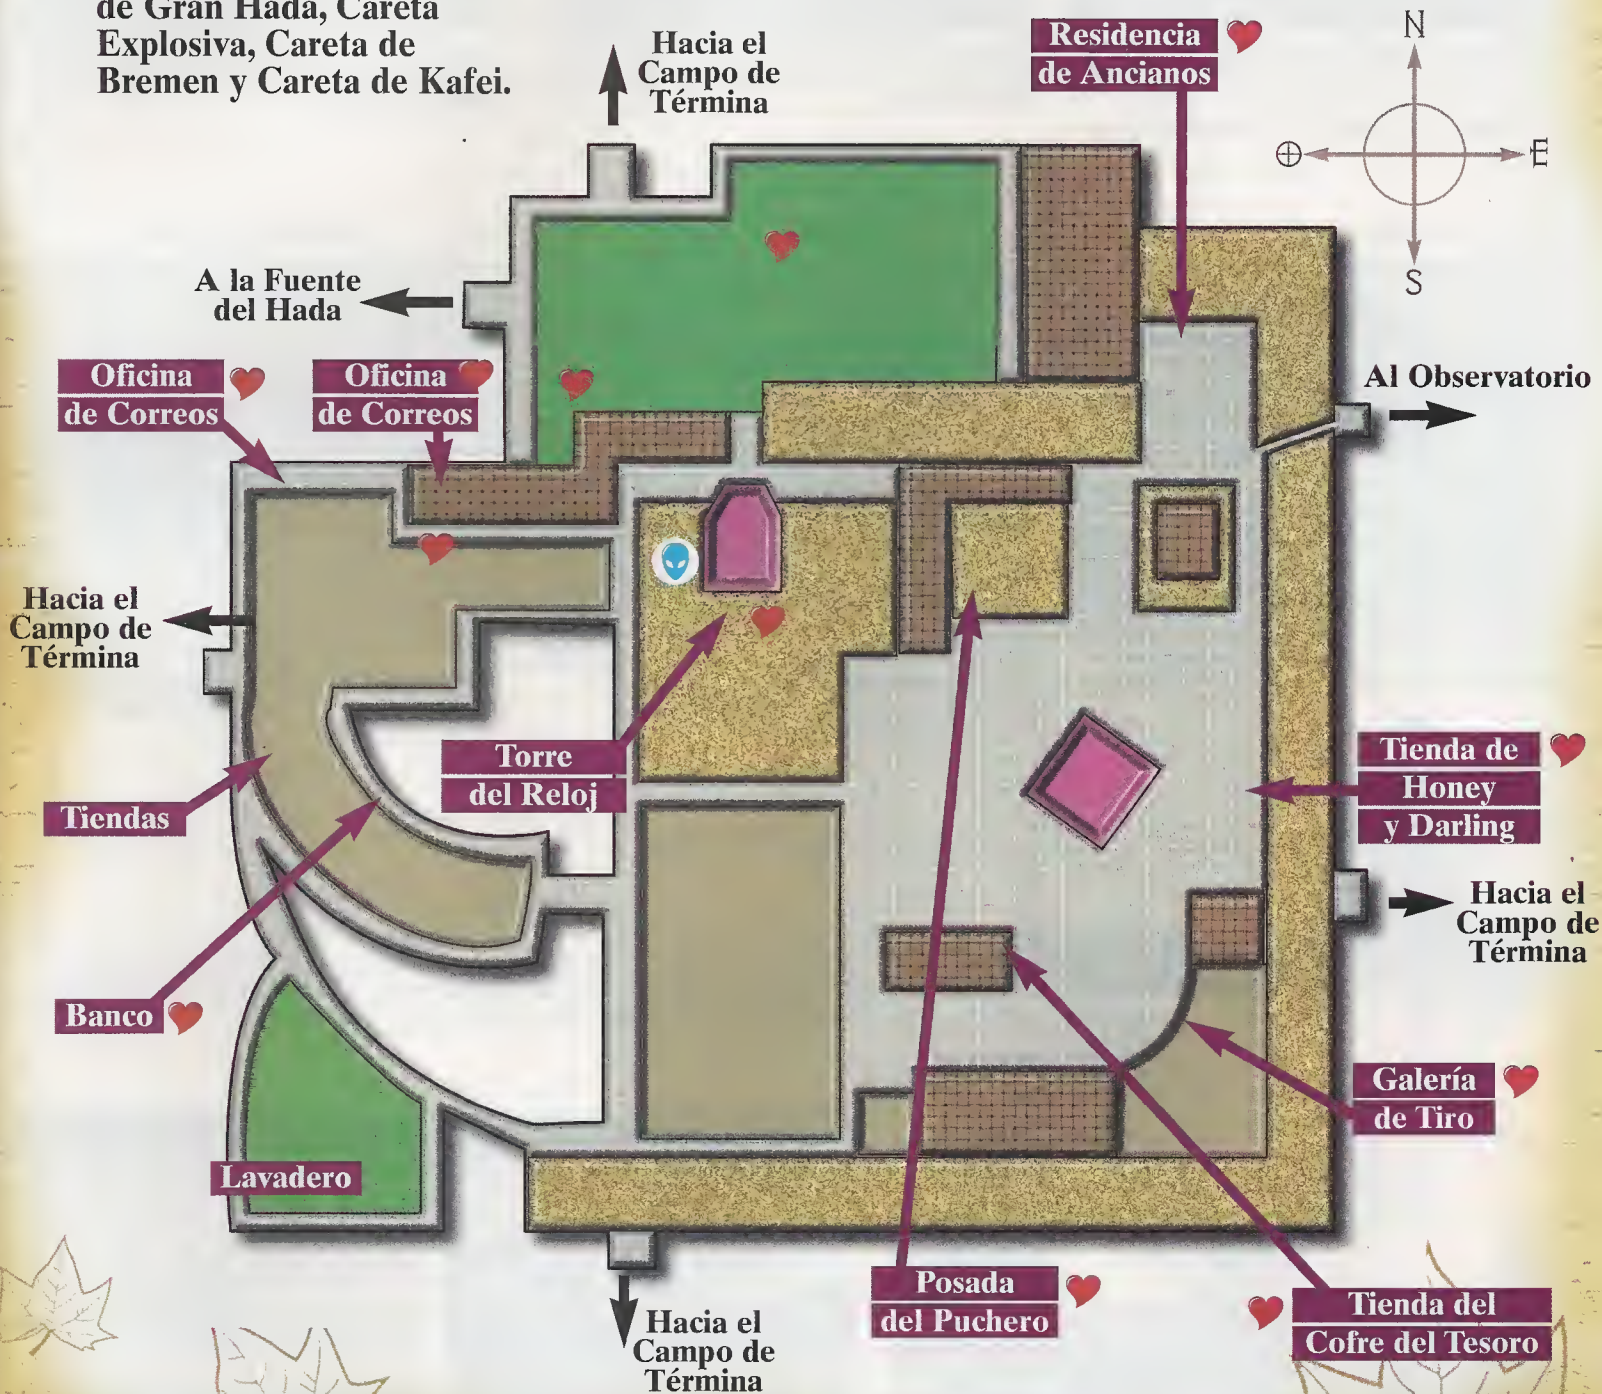 de Gran Hada, Careta
Explosiva, Careta de
Bremen y Careta de Kafei.
Hacia el
Campo de
Término
Residencia
de Ancianos
N
E
S
A la Fuente
del Hada
Oficina
de Correos
Oficina
de Correos
Al Observatorio
Hacia el
Campo de
Términa
Torre
del Reloj
Tienda de
Honey
y Darling
Tiendas
Hacia el
Campo de
Términa
Banco
Galería
de Tiro
Lavadero
Posada
del Puchero
Tienda del
Cofre del Tesoro
Hacia el
Campo de
Términa